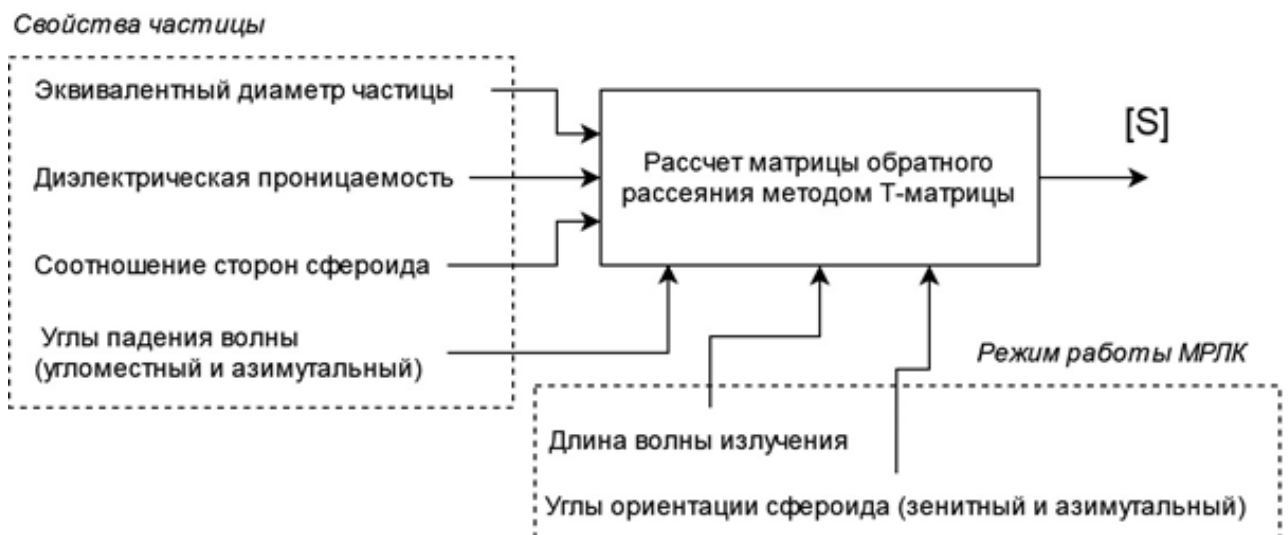 Свойства частицы
Эквивалентный диаметр частицы
Диэлектрическая проницаемость
Соотношение сторон сфероида
Углы падения волны
(угломестный и азимутальный)
Рассчет матрицы обратного
рассеяния методом Т-матрицы
[S]
Режим работы МРЛК
Длина волны излучения
Углы ориентации сфероида (зенитный и азимутальный)